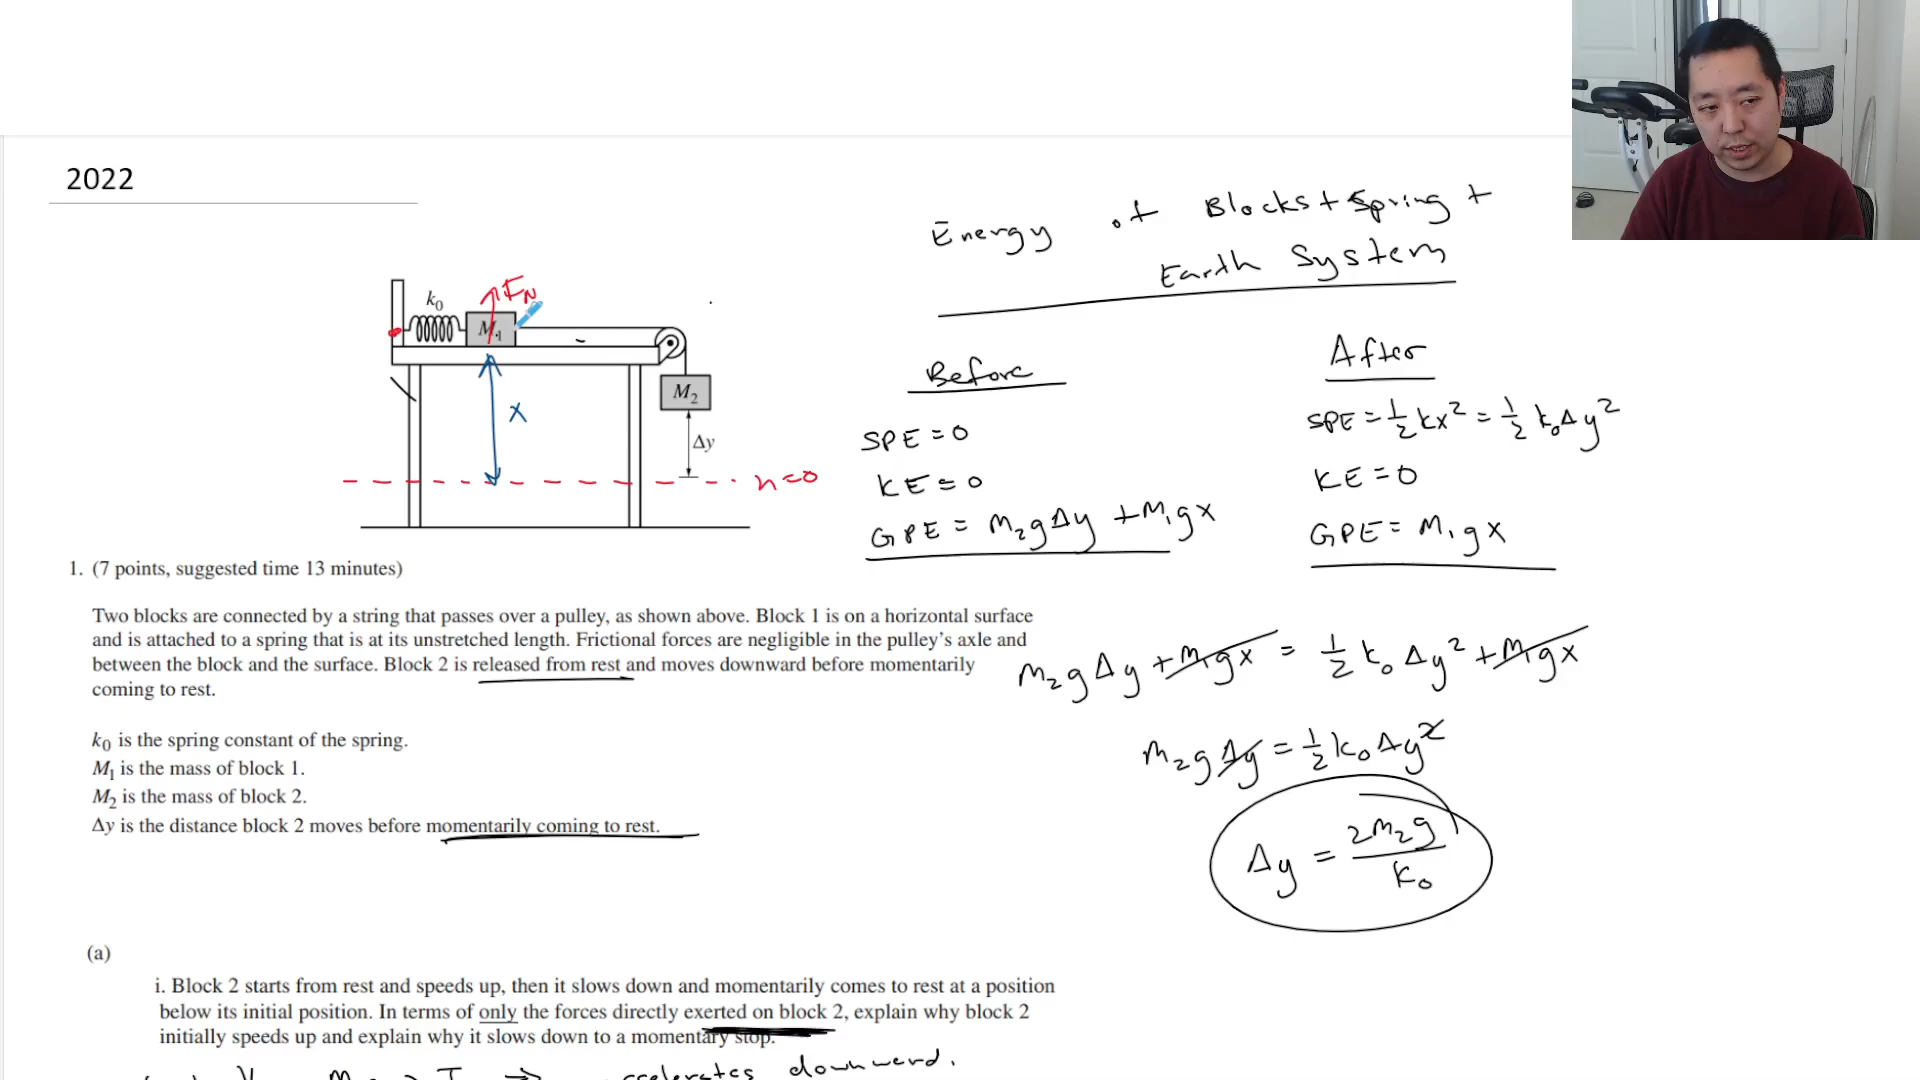 2022
Energy of Blocks + Spring +
Earth System
k0
FN
M1
M2
x
Δy
h=0
Before
SPE = 0
KE = 0
GPE = M2gΔy + M1gx
After
SPE = 1/2 kx² = 1/2 k0Δy²
KE = 0
GPE = M1gx
M2gΔy + M1gx = 1/2 k0Δy² + M1gx
M2gΔy = 1/2 k0Δy²
Δy = 2M2g/k0
1. (7 points, suggested time 13 minutes)
Two blocks are connected by a string that passes over a pulley, as shown above. Block 1 is on a horizontal surface
and is attached to a spring that is at its unstretched length. Frictional forces are negligible in the pulley's axle and
between the block and the surface. Block 2 is released from rest and moves downward before momentarily
coming to rest.
k0 is the spring constant of the spring.
M1 is the mass of block 1.
M2 is the mass of block 2.
Δy is the distance block 2 moves before momentarily coming to rest.
(a)
i. Block 2 starts from rest and speeds up, then it slows down and momentarily comes to rest at a position
below its initial position. In terms of only the forces directly exerted on block 2, explain why block 2
initially speeds up and explain why it slows down to a momentary stop.
accelerates downward.